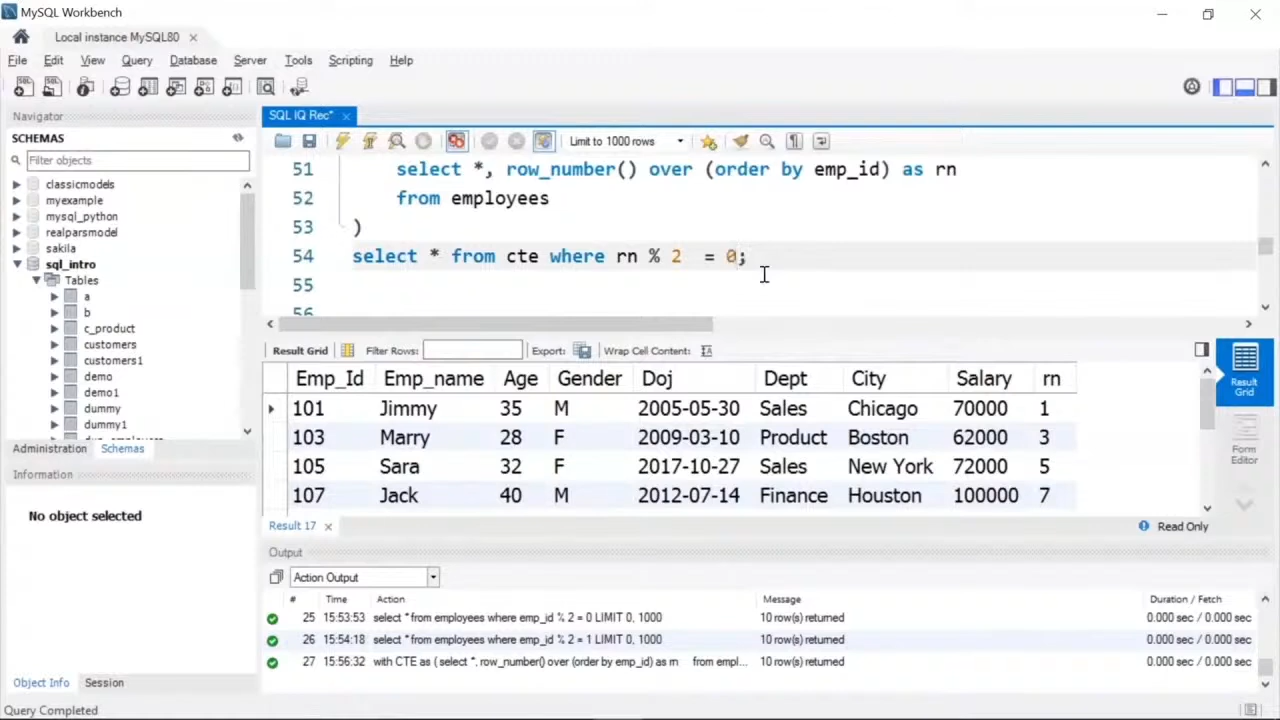 MySQL Workbench
Local instance MySQL80
File Edit View Query Database Server Tools Scripting Help
Navigator
SCHEMAS
Filter objects
classicmodels
myexample
mysql_python
realparsmodel
sakila
sql_intro
Tables
a
b
c_product
customers
customers1
demo
demo1
dummy
dummy1
Administration Schemas
Information
No object selected
Object Info Session
Query Completed
SQL IQ Rec*
Limit to 1000 rows
51 select *, row_number() over (order by emp_id) as rn
52 from employees
53 )
54 select * from cte where rn % 2  = 0;
55
56
Result Grid Filter Rows: Export: Wrap Cell Content:
Emp_Id Emp_name Age Gender Doj Dept City Salary rn
101 Jimmy 35 M 2005-05-30 Sales Chicago 70000 1
103 Marry 28 F 2009-03-10 Product Boston 62000 3
105 Sara 32 F 2017-10-27 Sales New York 72000 5
107 Jack 40 M 2012-07-14 Finance Houston 100000 7
Result Grid
Form Editor
Result 17 Read Only
Output
Action Output
# Time Action Message Duration / Fetch
25 15:53:53 select * from employees where emp_id % 2 = 0 LIMIT 0, 1000 10 row(s) returned 0.000 sec / 0.000 sec
26 15:54:18 select * from employees where emp_id % 2 = 1 LIMIT 0, 1000 10 row(s) returned 0.000 sec / 0.000 sec
27 15:56:32 with CTE as ( select *, row_number() over (order by emp_id) as rn from empl... 10 row(s) returned 0.000 sec / 0.000 sec